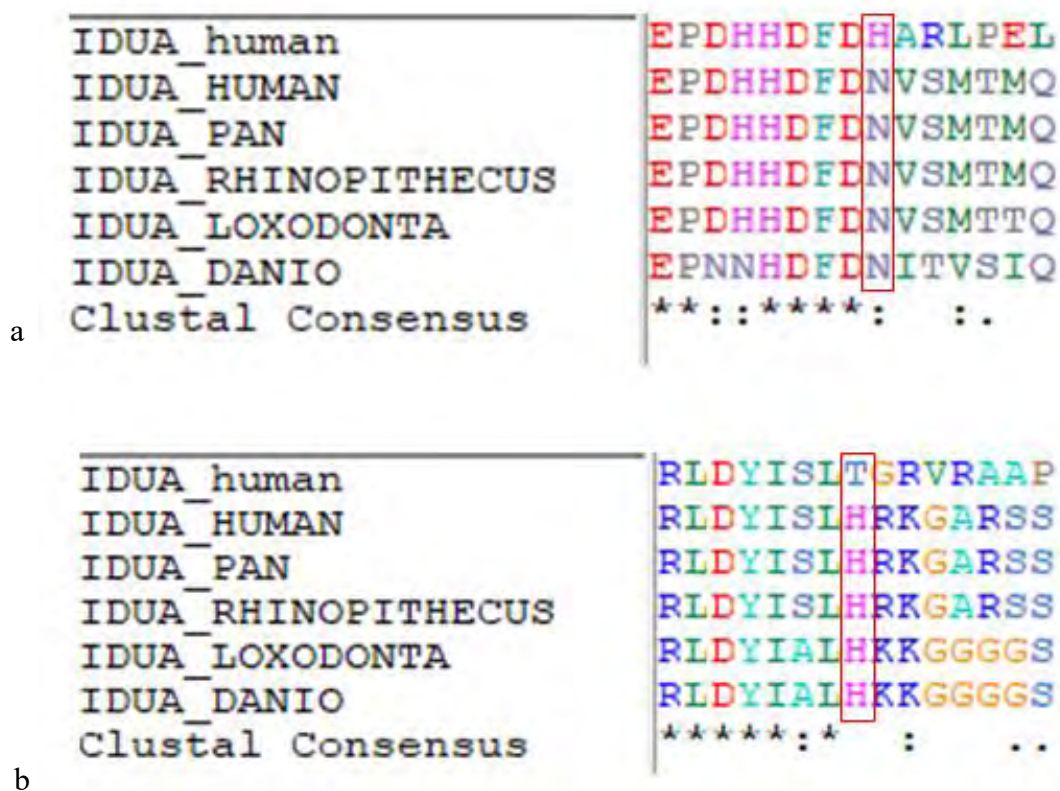 IDUA_human EPDHHDFDHARLPEL
IDUA_HUMAN EPDHHDFDNVSMTMQ
IDUA_PAN EPDHHDFDNVSMTMQ
IDUA_RHINOPITHECUS EPDHHDFDNVSMTMQ
IDUA_LOXODONTA EPDHHDFDNVSMTTQ
IDUA_DANIO EPNNHDFDNITVSIQ
Clustal Consensus **::****: :.
a
IDUA_human RLDYISLTGRVRAAP
IDUA_HUMAN RLDYISLHRKGARSS
IDUA_PAN RLDYISLHRKGARSS
IDUA_RHINOPITHECUS RLDYISLHRKGARSS
IDUA_LOXODONTA RLDYIALHKKGGGGS
IDUA_DANIO RLDYIALHKKGGGGS
Clustal Consensus *****:* : ..
b